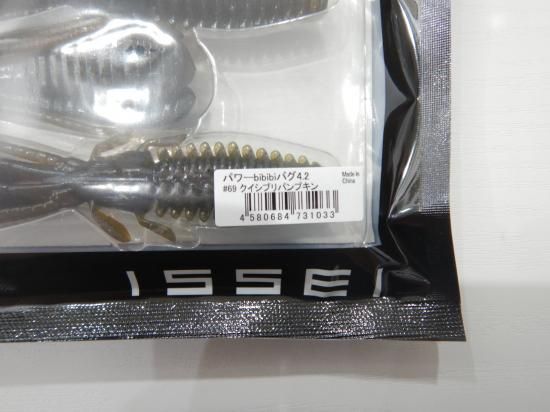 パワーbibibiバグ4.2
Made In
China
#69 クイシブリパンプキン
4 580684 731033
ISSEI